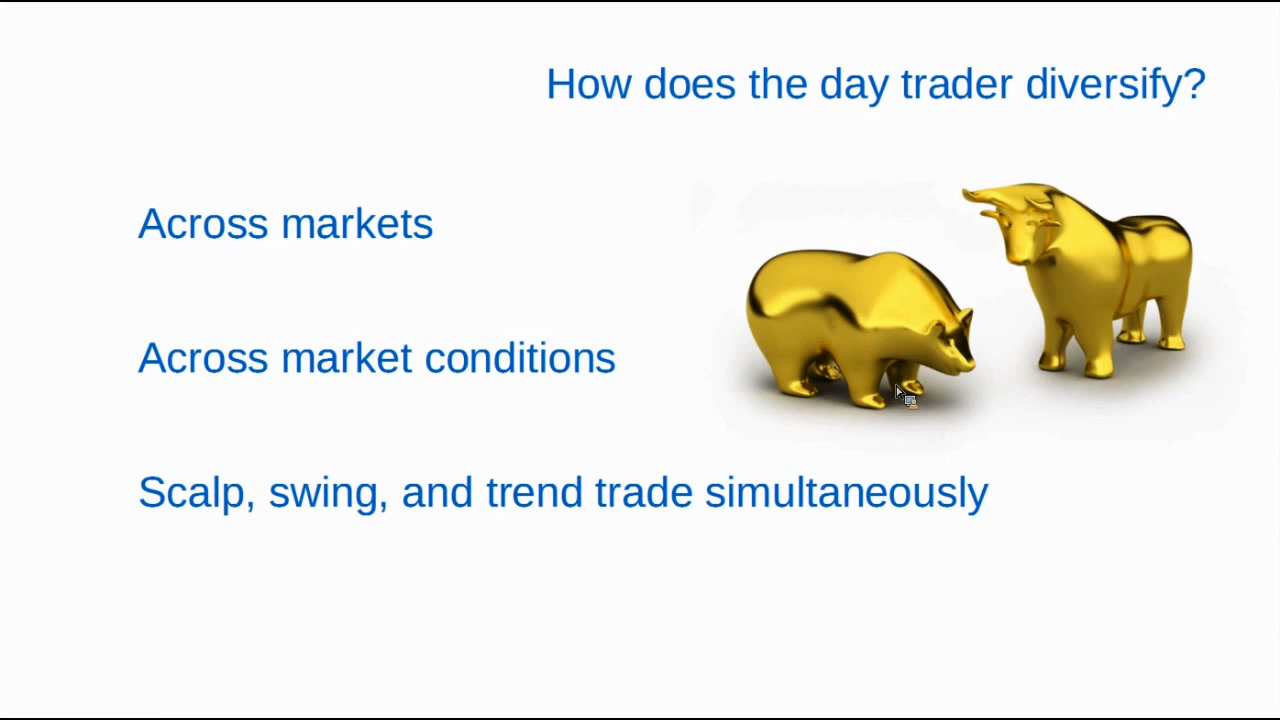 How does the day trader diversify?
Across markets
Across market conditions
Scalp, swing, and trend trade simultaneously